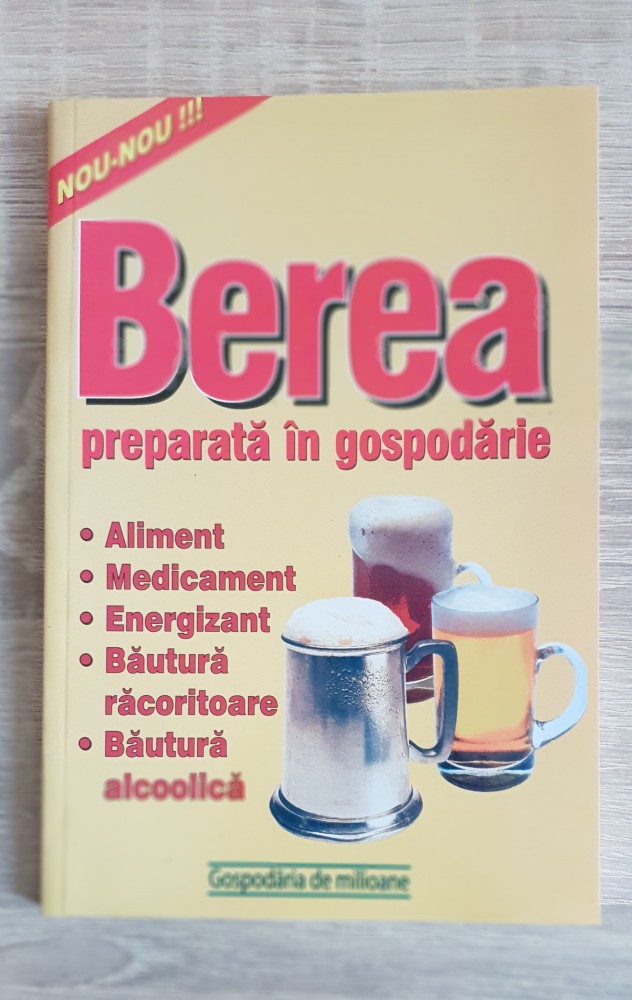 NOU-NOU !!!
Berea
preparată în gospodărie
• Aliment
• Medicament
• Energizant
• Băutură
răcoritoare
• Băutură
alcoolică
Gospodăria de milioane